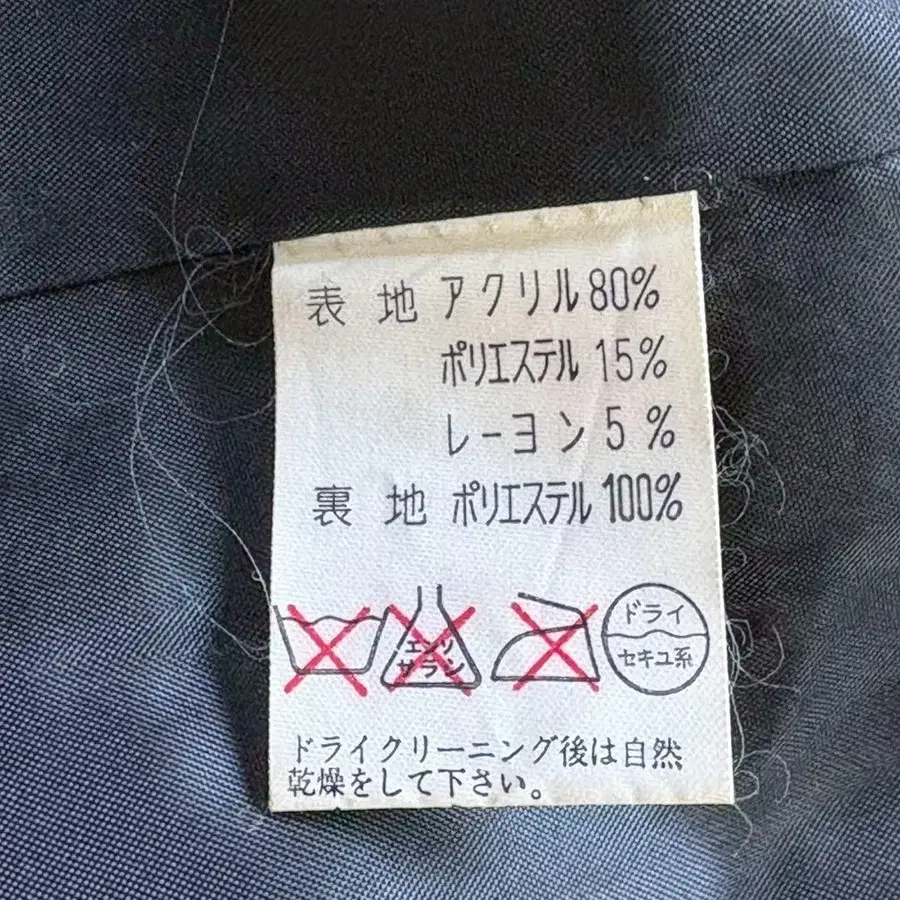 表 地 アクリル 80%
ポリエステル 15%
レーヨン 5 %
裏 地 ポリエステル 100%
エンソ
サラシ
ドライ
セキユ系
ドライクリーニング後は自然
乾燥をして下さい。